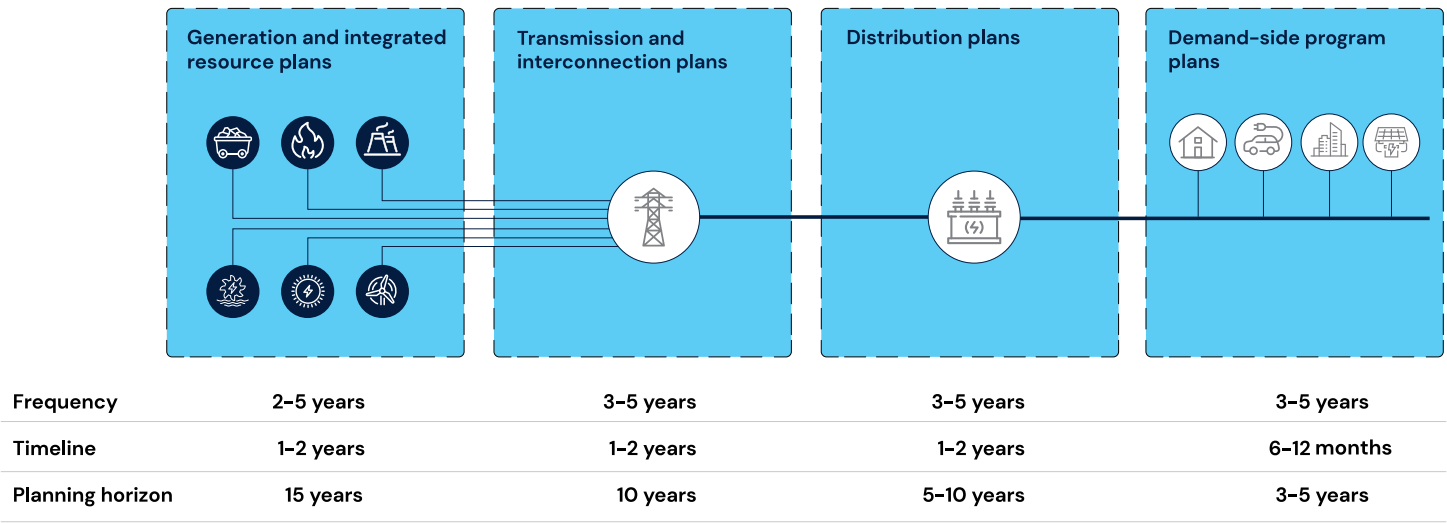 Generation and integrated
resource plans
Transmission and
interconnection plans
Distribution plans
Demand-side program
plans
Frequency 2–5 years 3–5 years 3–5 years 3–5 years
Timeline 1–2 years 1–2 years 1–2 years 6–12 months
Planning horizon 15 years 10 years 5–10 years 3–5 years